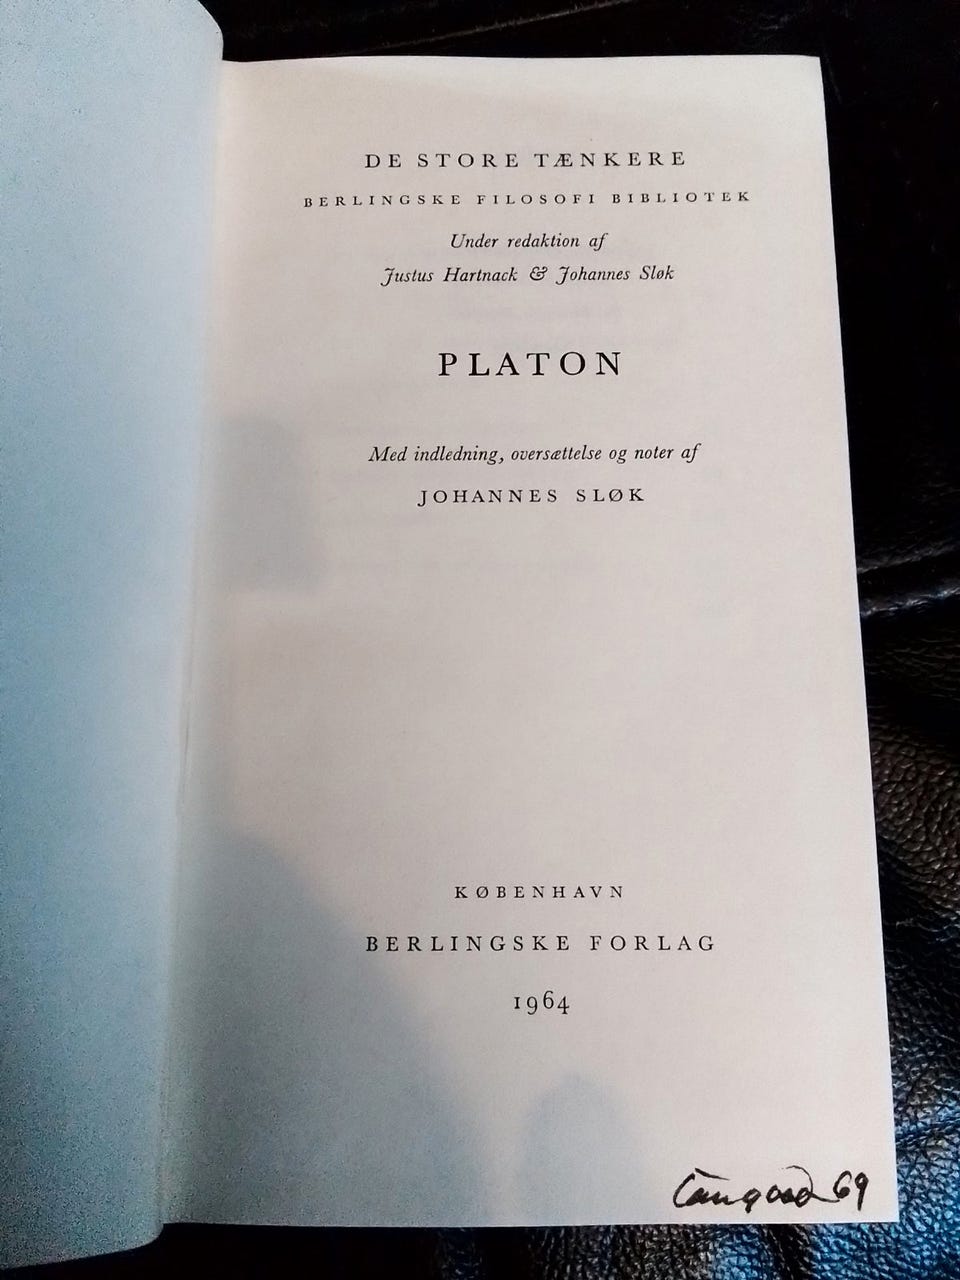 DE STORE TÆNKERE
BERLINGSKE FILOSOFI BIBLIOTEK
Under redaktion af
Justus Hartnack & Johannes Sløk
PLATON
Med indledning, oversættelse og noter af
JOHANNES SLØK
KØBENHAVN
BERLINGSKE FORLAG
1964
69